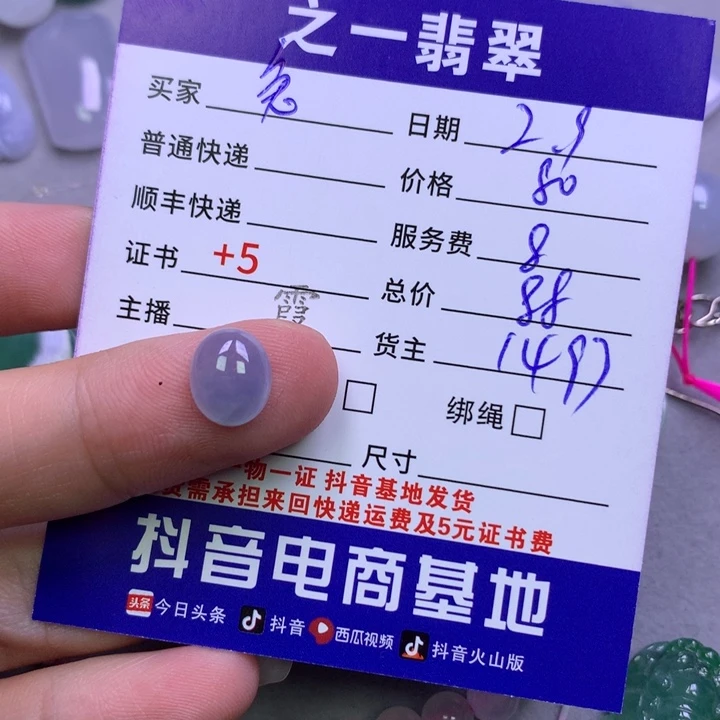 之一翡翠
买家 兔 日期 2.9
普通快递 价格 80
顺丰快递 服务费 8
证书 +5 总价 88
主播 霞 货主 (49)
绑绳
尺寸
物一证 抖音基地发货
需承担来回快递运费及5元证书费
抖音电商基地
头条 今日头条 抖音 西瓜视频 抖音火山版